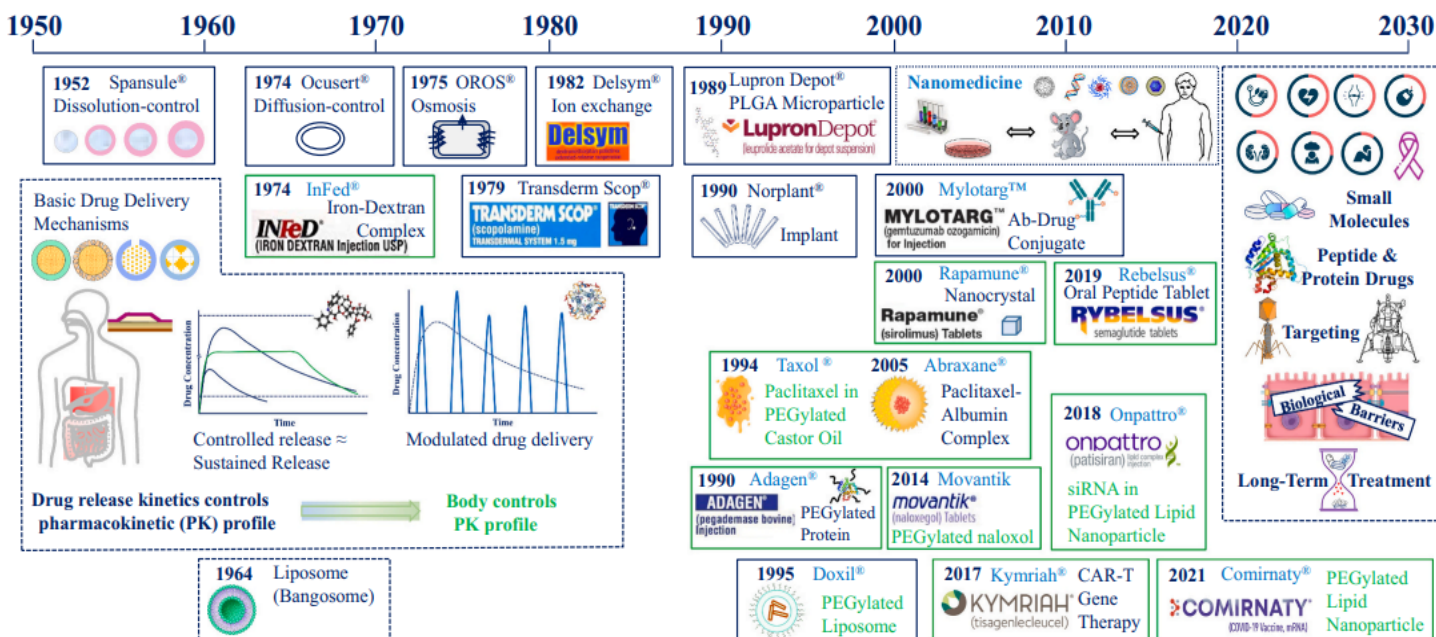 1950 1960 1970 1980 1990 2000 2010 2020 2030
1952 Spansule®
Dissolution-control
1974 Ocusert®
Diffusion-control
1975 OROS®
Osmosis
1982 Delsym®
Ion exchange
Delsym
1989 Lupron Depot®
PLGA Microparticle
LupronDepot®
(leuprolide acetate for depot suspension)
Nanomedicine
Basic Drug Delivery
Mechanisms
1974 InFed®
Iron-Dextran
Complex
INFeD®
(IRON DEXTRAN Injection USP)
1979 Transderm Scop®
TRANSDERM SCOP®
(scopolamine)
TRANSDERMAL SYSTEM 1.5 mg
1990 Norplant®
Implant
2000 Mylotarg™
MYLOTARG™
(gemtuzumab ozogamicin)
for Injection
Ab-Drug
Conjugate
2000 Rapamune®
Nanocrystal
Rapamune®
(sirolimus) Tablets
2019 Rebelsus®
Oral Peptide Tablet
RYBELSUS®
semaglutide tablets
Drug Concentration
Time
Controlled release ≈
Sustained Release
Drug Concentration
Time
Modulated drug delivery
Drug release kinetics controls
pharmacokinetic (PK) profile
Body controls
PK profile
1994 Taxol ®
Paclitaxel in
PEGylated
Castor Oil
2005 Abraxane®
Paclitaxel-
Albumin
Complex
2018 Onpattro®
onpattro®
(patisiran) lipid complex
injection
siRNA in
PEGylated Lipid
Nanoparticle
1990 Adagen®
ADAGEN®
(pegademase bovine)
Injection
PEGylated
Protein
2014 Movantik
movantik®
(naloxegol) Tablets
PEGylated naloxol
1964 Liposome
(Bangosome)
1995 Doxil®
PEGylated
Liposome
2017 Kymriah®
CAR-T
Gene
Therapy
KYMRIAH®
(tisagenlecleucel)
2021 Comirnaty®
COMIRNATY®
(COVID-19 Vaccine, mRNA)
PEGylated
Lipid
Nanoparticle
Small
Molecules
Peptide &
Protein Drugs
Targeting
Biological
Barriers
Long-Term Treatment